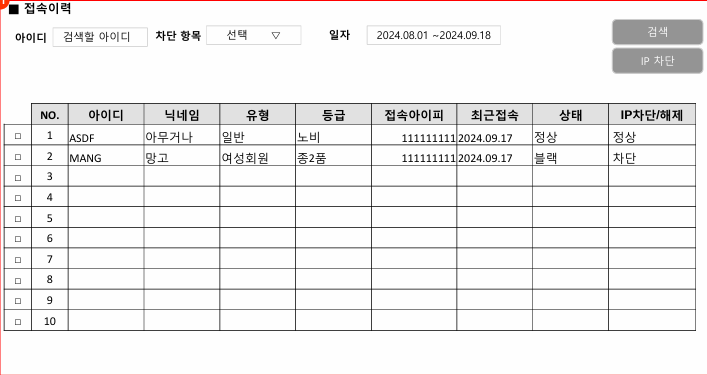 ■ 접속이력
아이디 검색할 아이디 차단 항목 선택 ▽ 일자 2024.08.01 ~2024.09.18 검색
IP 차단
NO. 아이디 닉네임 유형 등급 접속아이피 최근접속 상태 IP차단/해제
□ 1 ASDF 아무거나 일반 노비 111111111 2024.09.17 정상 정상
□ 2 MANG 망고 여성회원 종2품 111111111 2024.09.17 블랙 차단
□ 3
□ 4
□ 5
□ 6
□ 7
□ 8
□ 9
□ 10